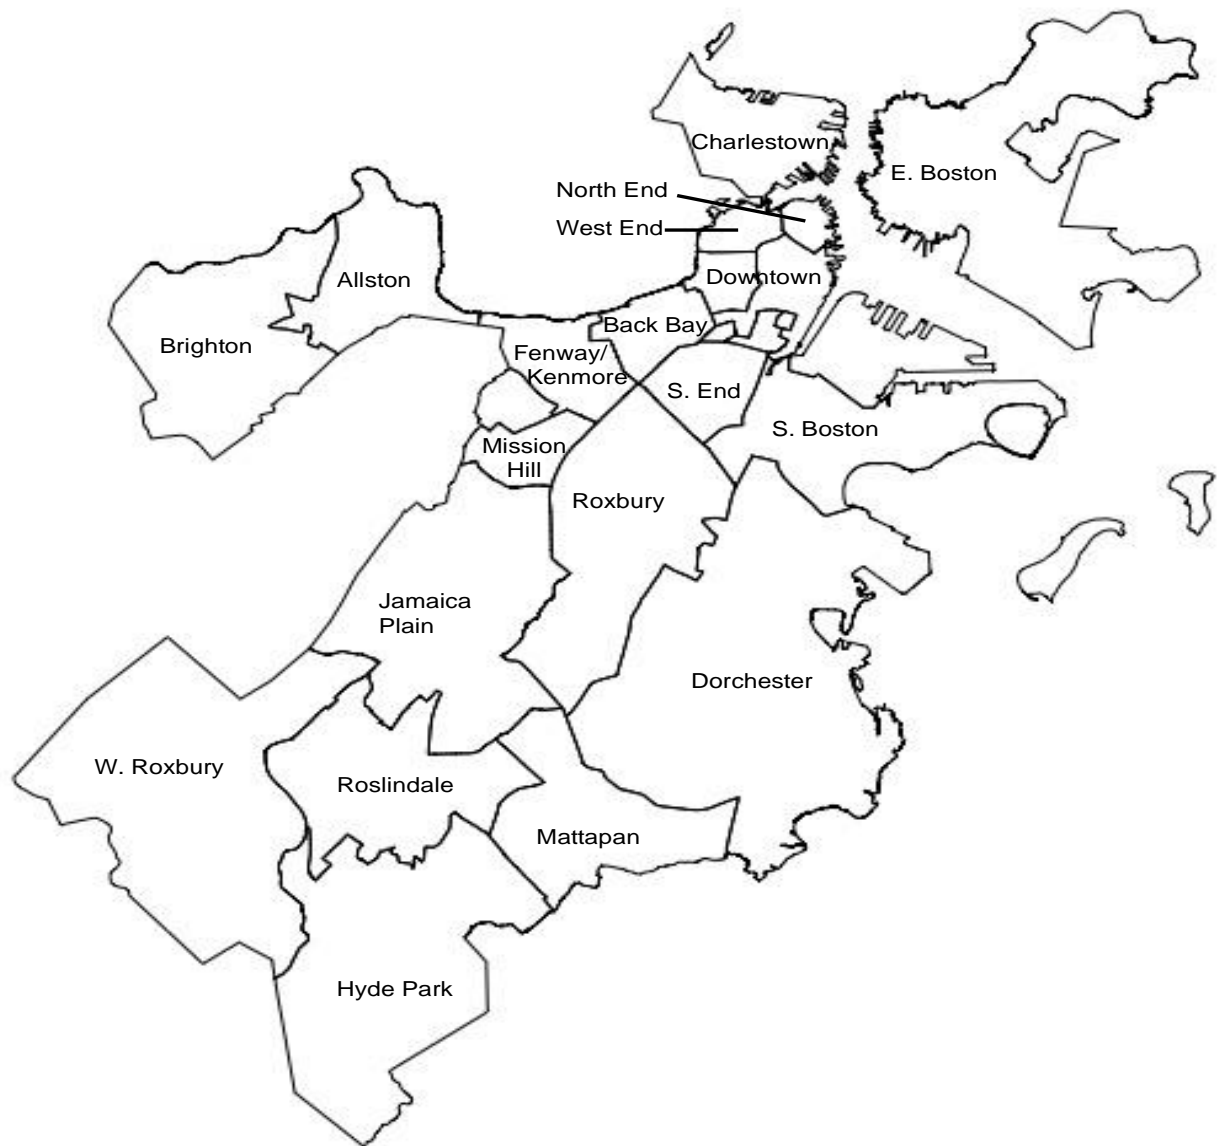 Charlestown
E. Boston
North End
West End
Downtown
Allston
Back Bay
Brighton
Fenway/
Kenmore
S. End
S. Boston
Mission
Hill
Roxbury
Jamaica
Plain
Dorchester
W. Roxbury
Roslindale
Mattapan
Hyde Park